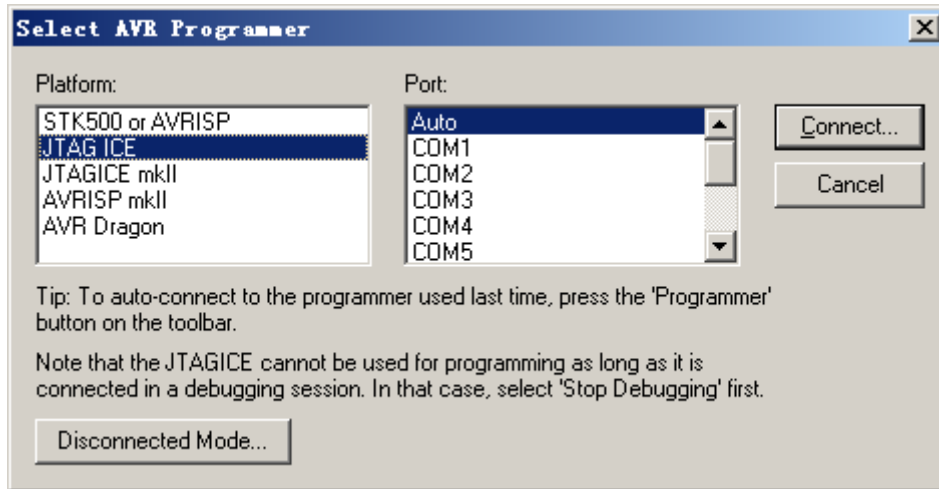 Select AVR Programmer
Platform:
STK500 or AVRISP
JTAG ICE
JTAGICE mkII
AVRISP mkII
AVR Dragon
Port:
Auto
COM1
COM2
COM3
COM4
COM5
Connect...
Cancel
Tip: To auto-connect to the programmer used last time, press the 'Programmer'
button on the toolbar.
Note that the JTAGICE cannot be used for programming as long as it is
connected in a debugging session. In that case, select 'Stop Debugging' first.
Disconnected Mode...